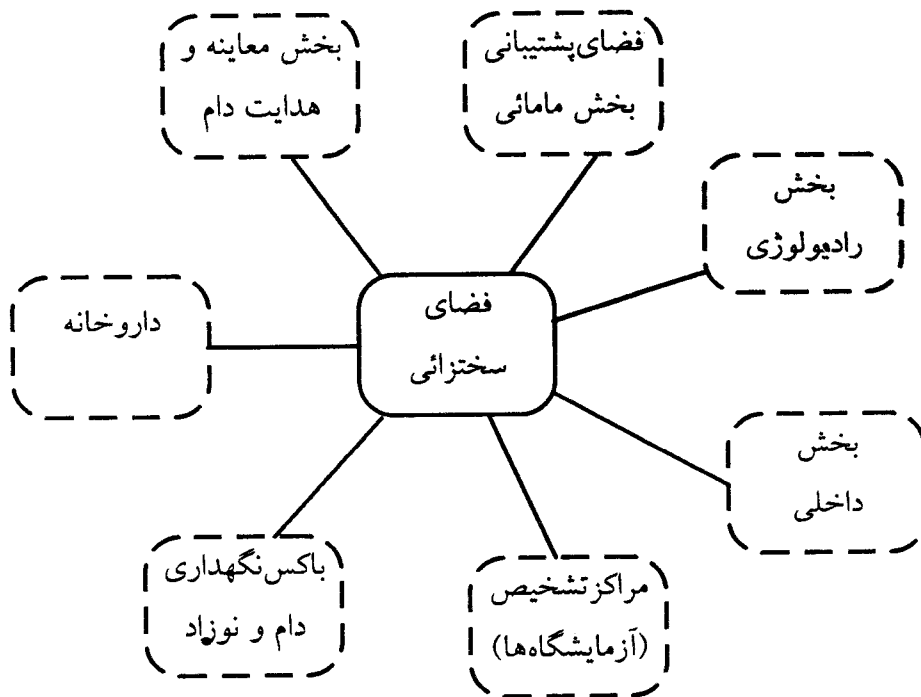 بخش معاینه و
هدایت دام
فضای پشتیبانی
بخش مامائی
بخش
رادیولوژی
فضای
سختزائی
داروخانه
بخش
داخلی
باکس نگهداری
دام و نوزاد
مراکز تشخیص
(آزمایشگاه‌ها)